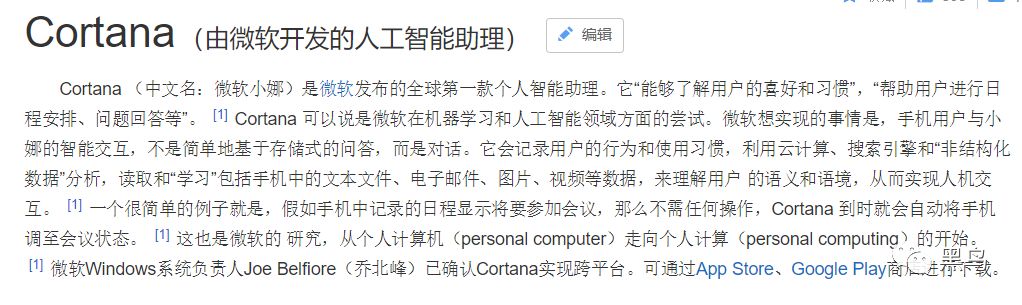 Cortana （由微软开发的人工智能助理） 编辑
Cortana （中文名：微软小娜）是微软发布的全球第一款个人智能助理。它“能够了解用户的喜好和习惯”，“帮助用户进行日
程安排、问题回答等”。 [1] Cortana 可以说是微软在机器学习和人工智能领域方面的尝试。微软想实现的事情是，手机用户与小
娜的智能交互，不是简单地基于存储式的问答，而是对话。它会记录用户的行为和使用习惯，利用云计算、搜索引擎和“非结构化
数据”分析，读取和“学习”包括手机中的文本文件、电子邮件、图片、视频等数据，来理解用户 的语义和语境，从而实现人机交
互。 [1] 一个很简单的例子就是，假如手机中记录的日程显示将要参加会议，那么不需任何操作，Cortana 到时就会自动将手机
调至会议状态。 [1] 这也是微软的 研究，从个人计算机（personal computer）走向个人计算（personal computing）的开始。
[1] 微软Windows系统负责人Joe Belfiore（乔北峰）已确认Cortana实现跨平台。可通过App Store、Google Play商店进行下载。
黑鸟